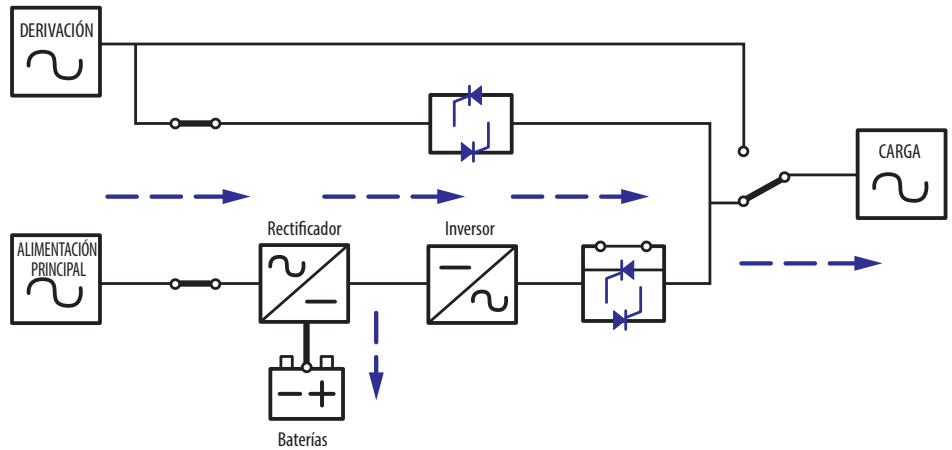 DERIVACIÓN
CARGA
Rectificador
Inversor
ALIMENTACIÓN
PRINCIPAL
Baterías